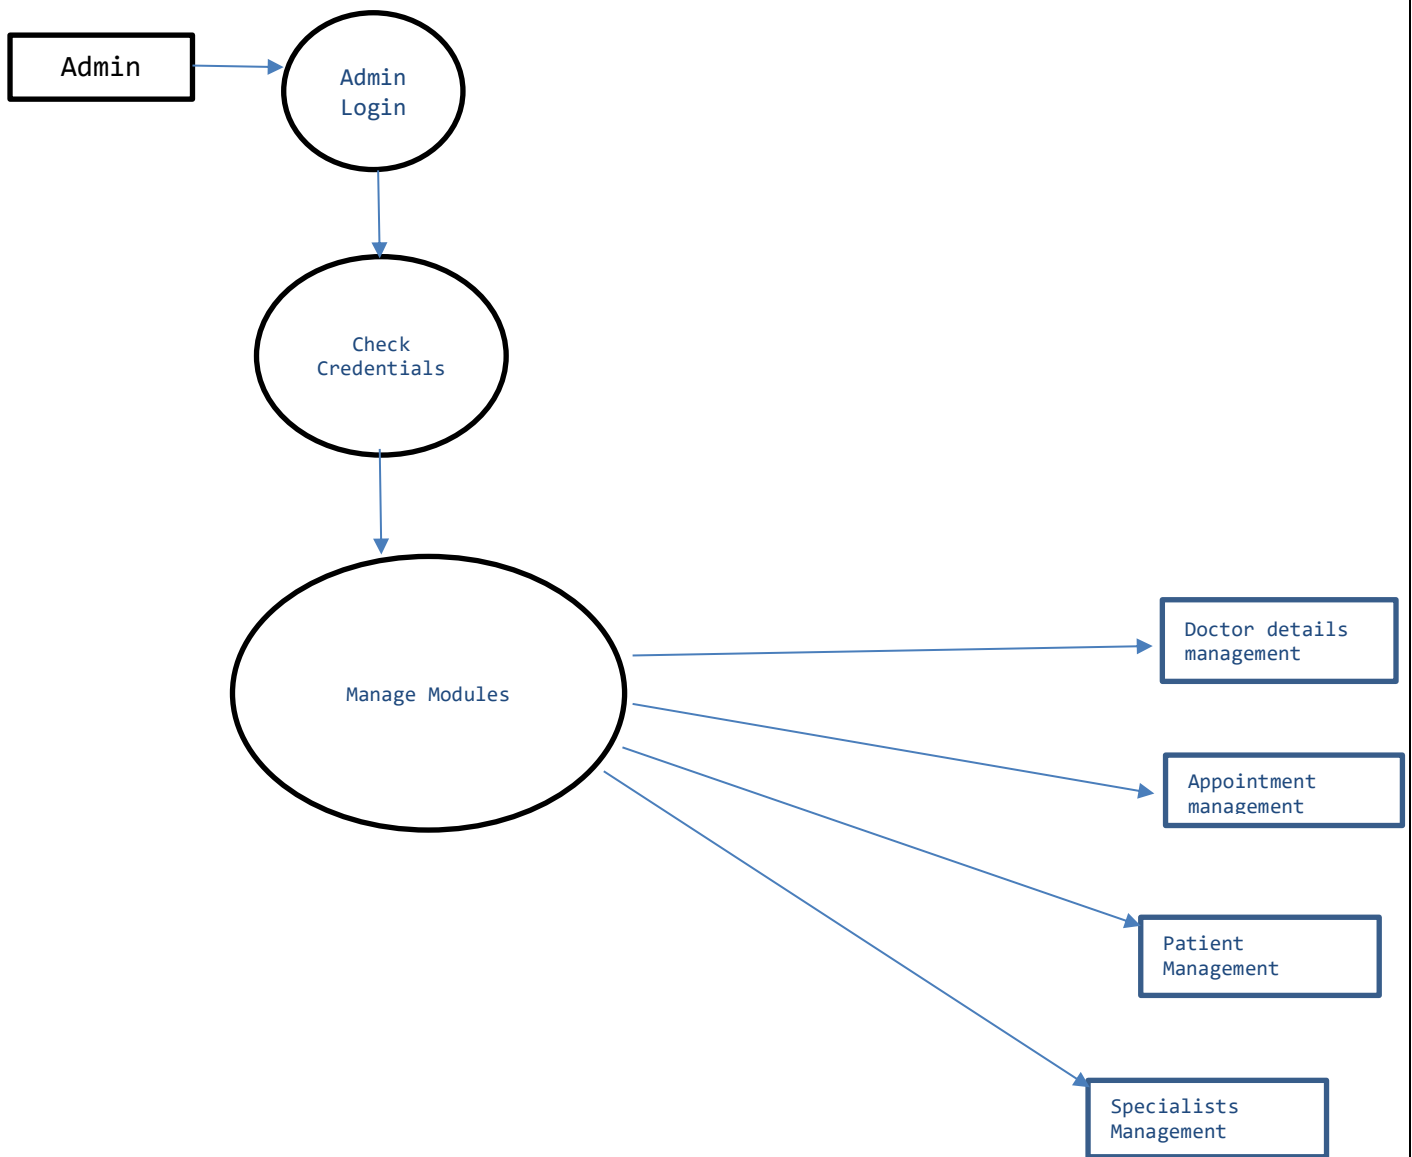 Admin
Admin
Login
Check
Credentials
Manage Modules
Doctor details
management
Appointment
management
Patient
Management
Specialists
Management